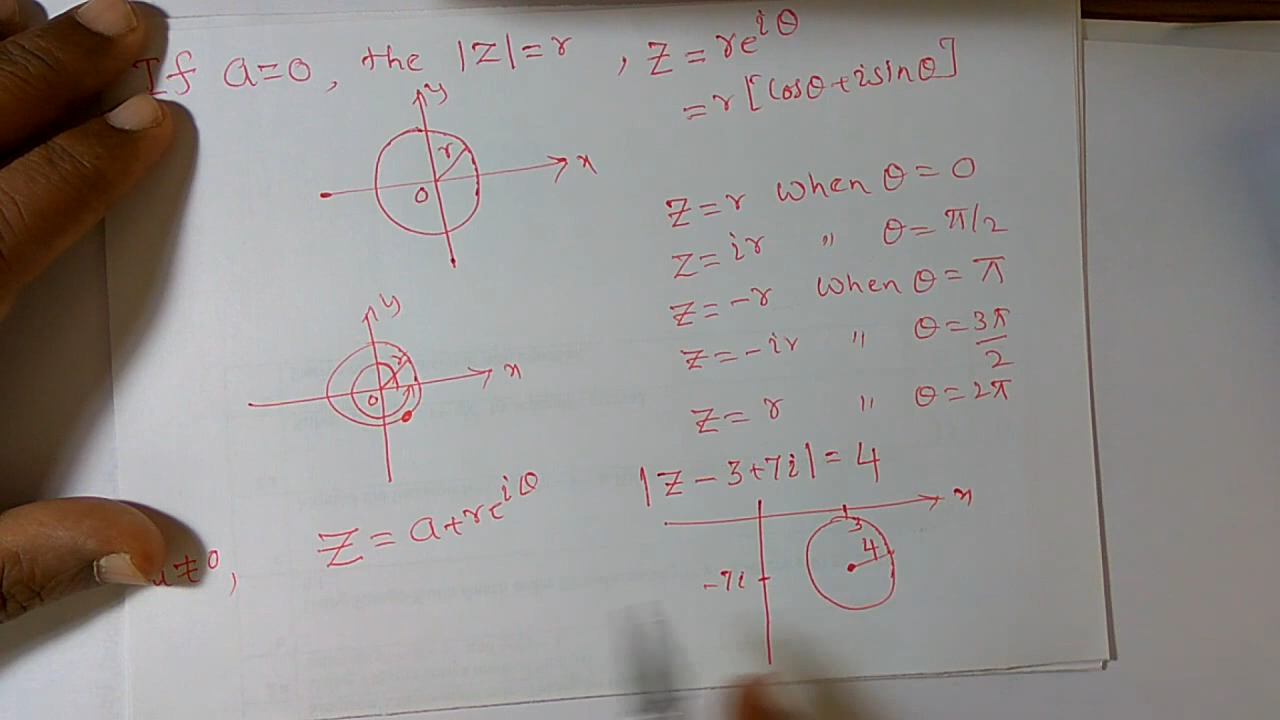 If a=0, the |z|=r, z=re^{iθ}
=r[cosθ+isinθ]
y
r
x
0
z=r when θ=0
z=ir " θ=π/2
z=-r when θ=π
z=-ir " θ=3π/2
z=r " θ=2π
y
r
x
0
|z-3+7i|=4
x
3
4
-7i
≠0, z=a+re^{iθ}